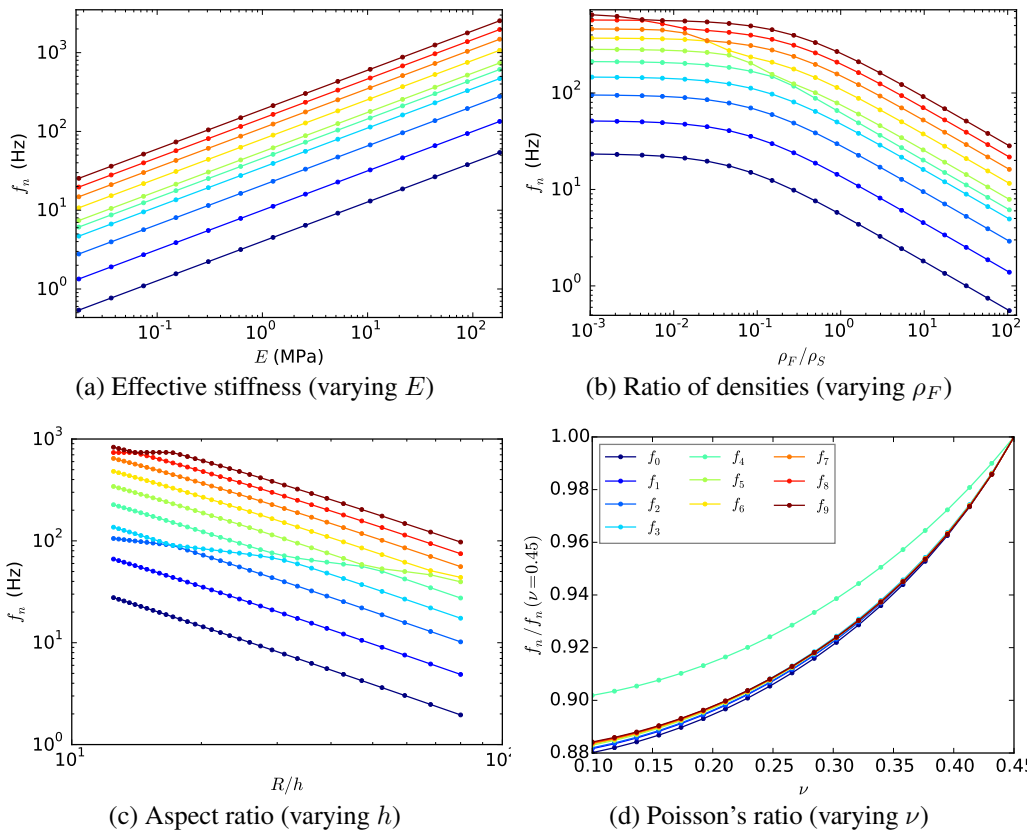 10^3
10^2
10^1
10^0
f_n (Hz)
10^-1 10^0 10^1 10^2
E (MPa)
(a) Effective stiffness (varying E)
10^2
10^1
10^0
f_n (Hz)
10^-3 10^-2 10^-1 10^0 10^1 10^2
ρ_F/ρ_S
(b) Ratio of densities (varying ρ_F)
10^3
10^2
10^1
10^0
f_n (Hz)
10^1 10^2
R/h
(c) Aspect ratio (varying h)
1.00
0.98
0.96
0.94
0.92
0.90
0.88
f_n/f_n (ν=0.45)
f_0 f_4 f_7
f_1 f_5 f_8
f_2 f_6 f_9
f_3
0.10 0.15 0.20 0.25 0.30 0.35 0.40 0.45
ν
(d) Poisson's ratio (varying ν)